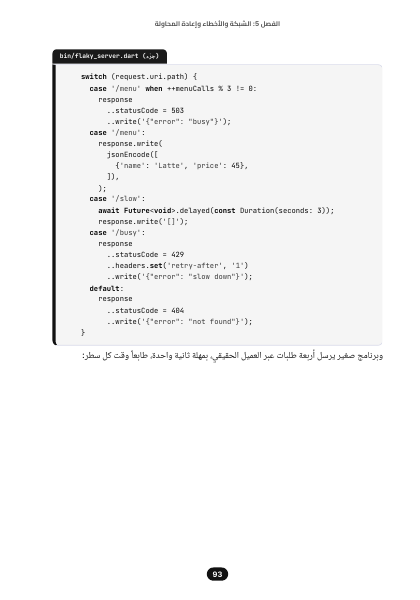 الفصل 5: الشبكة والأخطاء وإعادة المحاولة
bin/flaky_server.dart (جزء)
switch (request.uri.path) {
  case '/menu' when ++menuCalls % 3 != 0:
    response
      ..statusCode = 503
      ..write('{"error": "busy"}');
  case '/menu':
    response.write(
      jsonEncode([
        {'name': 'Latte', 'price': 45},
      ]),
    );
  case '/slow':
    await Future<void>.delayed(const Duration(seconds: 3));
    response.write('[]');
  case '/busy':
    response
      ..statusCode = 429
      ..headers.set('retry-after', '1')
      ..write('{"error": "slow down"}');
  default:
    response
      ..statusCode = 404
      ..write('{"error": "not found"}');
}
وبرنامج صغير يرسل أربعة طلبات عبر العميل الحقيقي، بمهلة ثانية واحدة، طابعاً وقت كل سطر:
93